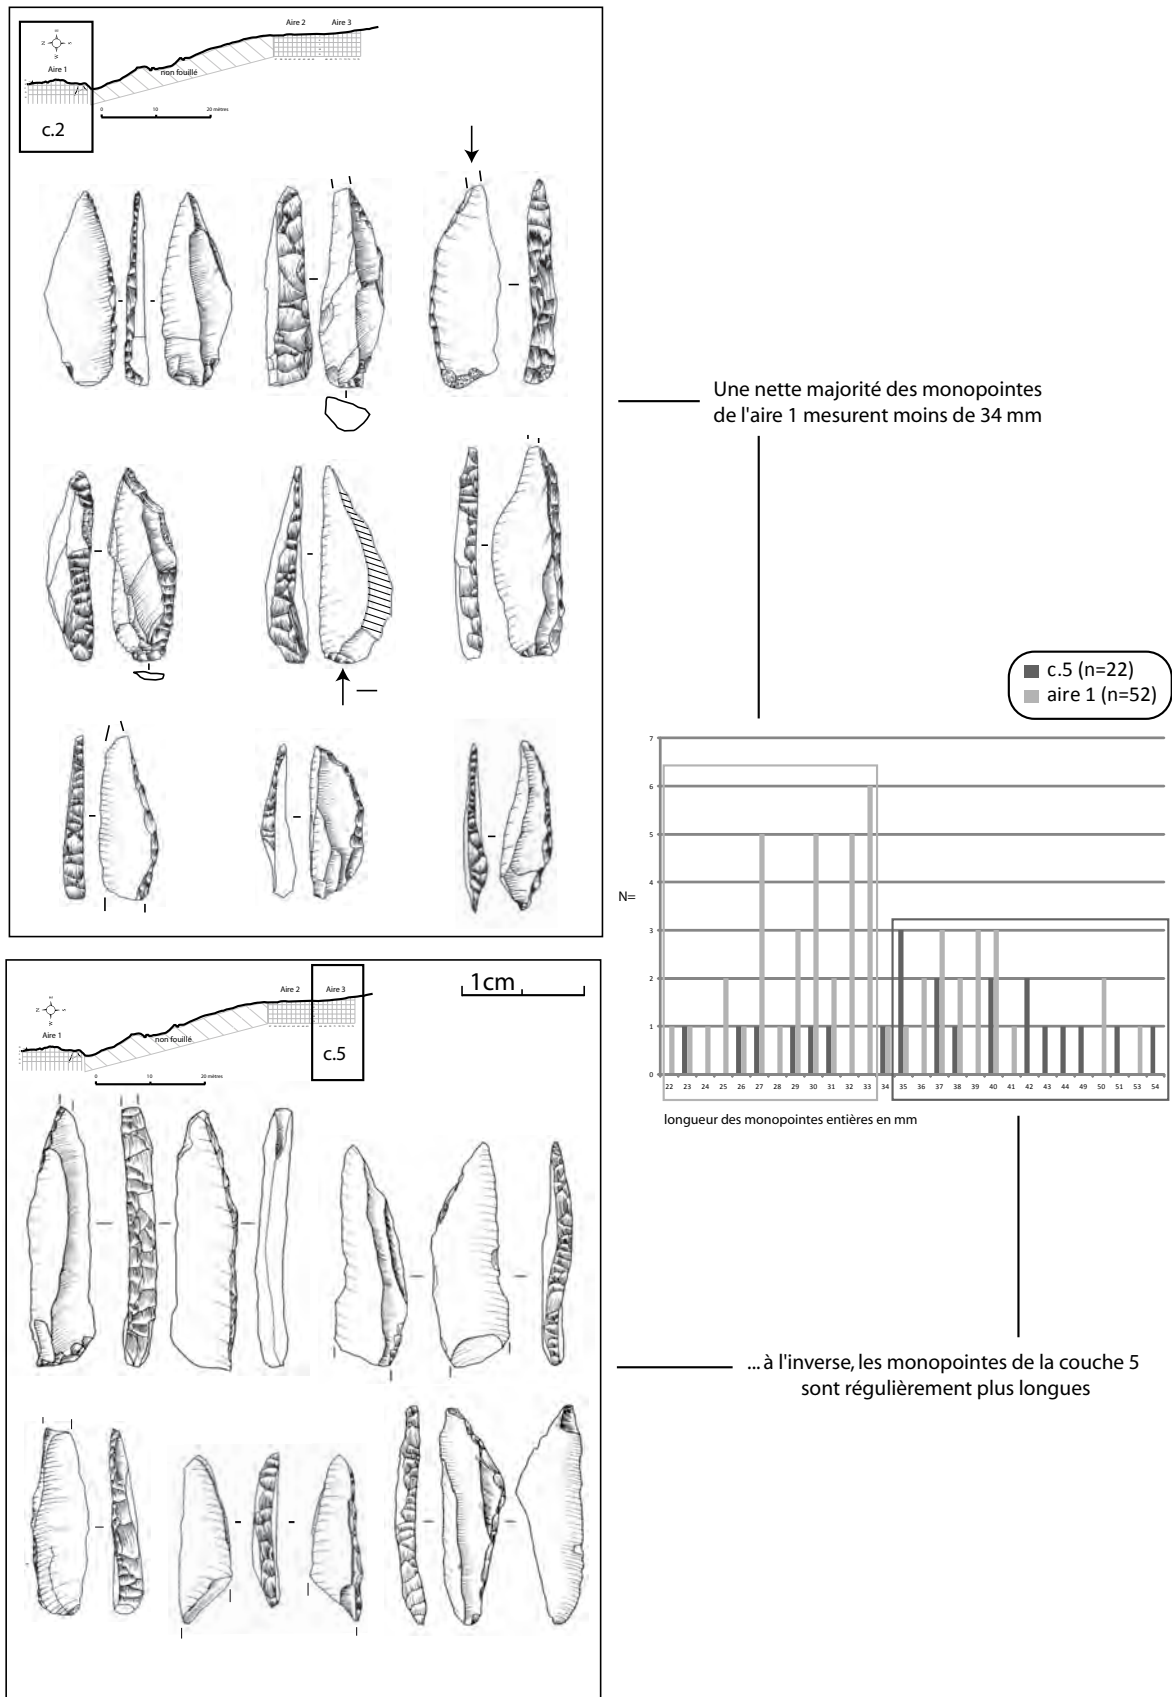 Aire 2 Aire 3
N E S W
Aire 1
non fouillé
0 10 20 mètres
c.2
Une nette majorité des monopointes
de l'aire 1 mesurent moins de 34 mm
c.5 (n=22)
aire 1 (n=52)
7
6
5
4
N=
3
2
1
0
22 23 24 25 26 27 28 29 30 31 32 33 34 35 36 37 38 39 40 41 42 43 44 49 50 51 53 54
longueur des monopointes entières en mm
Aire 2 Aire 3
1cm
N E S W
Aire 1
non fouillé
c.5
0 10 20 mètres
... à l'inverse, les monopointes de la couche 5
sont régulièrement plus longues